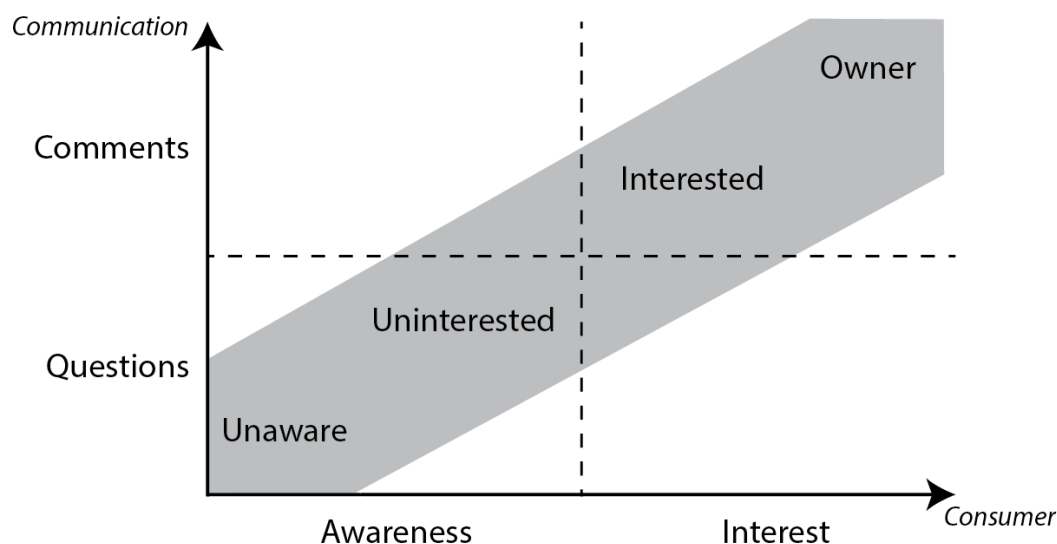 Communication
Owner
Comments
Interested
Uninterested
Questions
Unaware
Consumer
Awareness
Interest